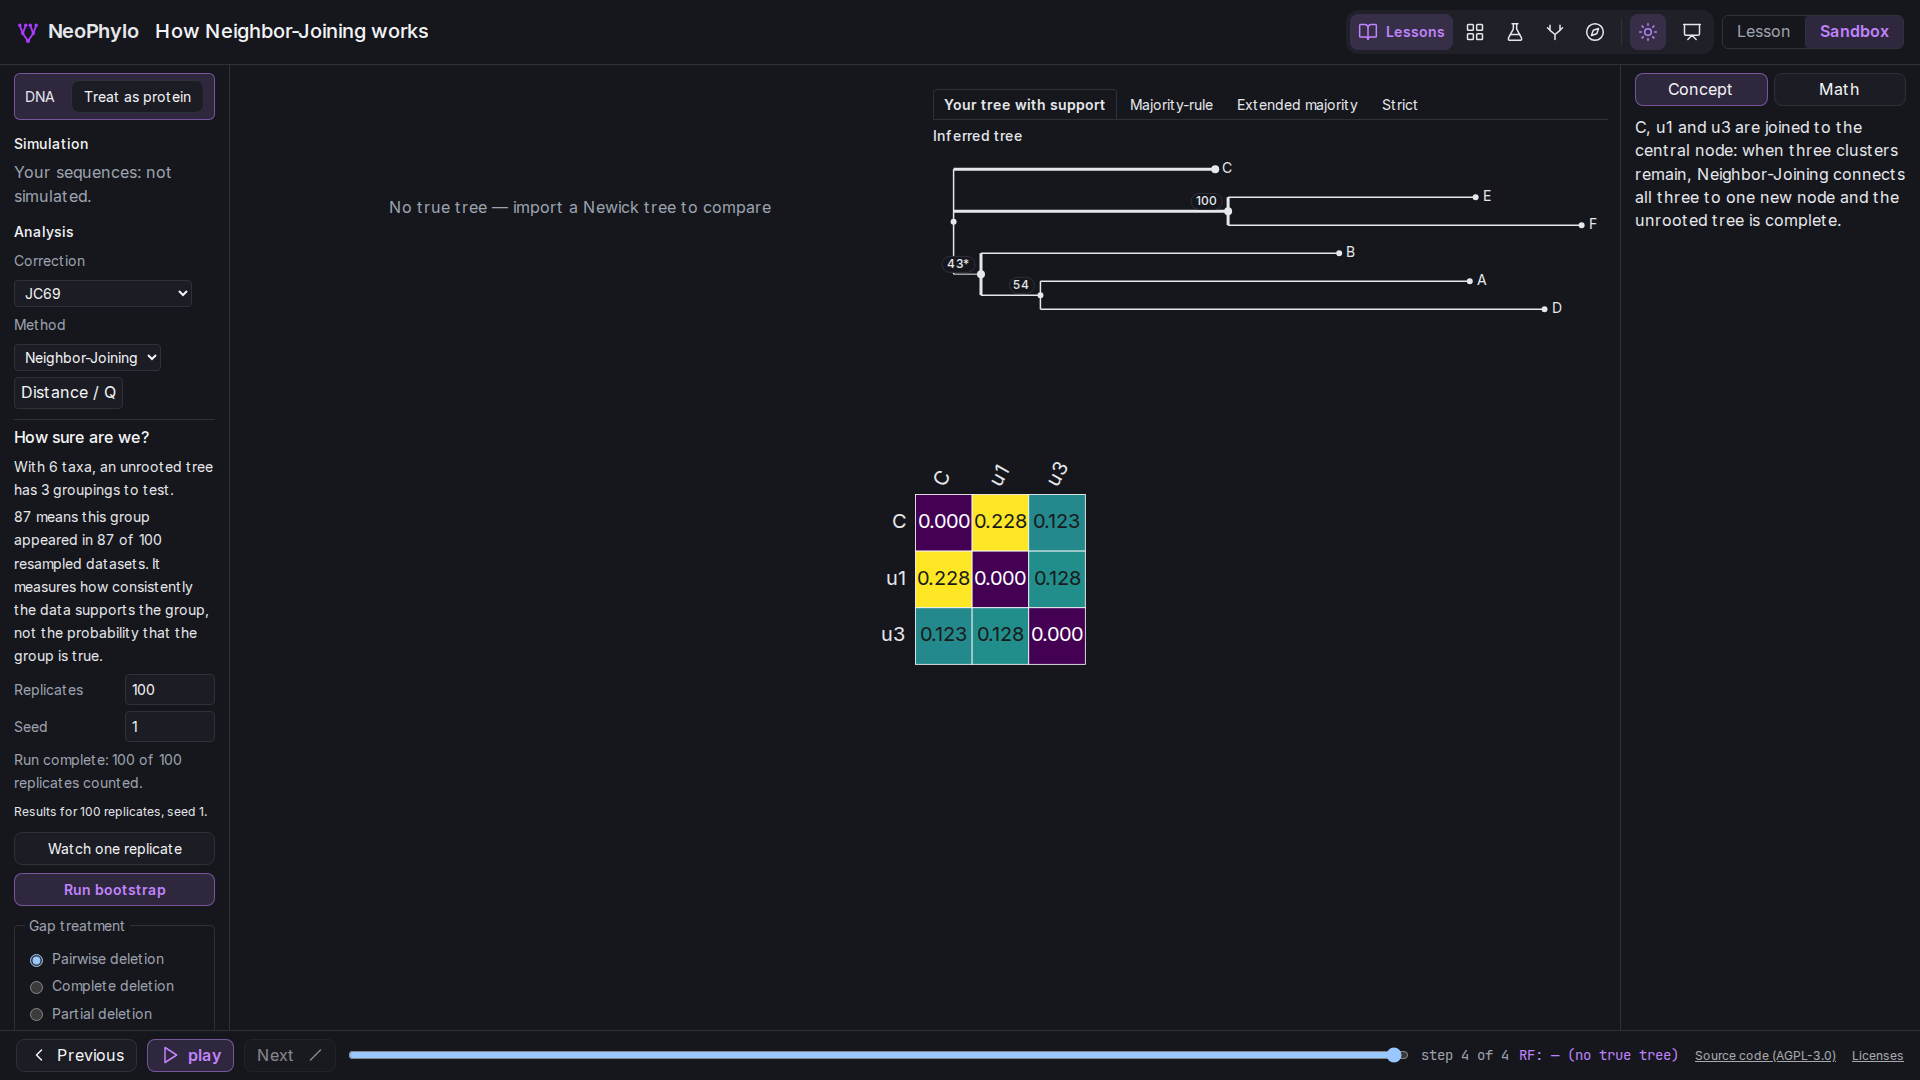 NeoPhylo How Neighbor-Joining works
Lessons
Lesson Sandbox
DNA Treat as protein
Simulation
Your sequences: not
simulated.
Analysis
Correction
JC69
Method
Neighbor-Joining
Distance / Q
How sure are we?
With 6 taxa, an unrooted tree
has 3 groupings to test.
87 means this group
appeared in 87 of 100
resampled datasets. It
measures how consistently
the data supports the group,
not the probability that the
group is true.
Replicates 100
Seed 1
Run complete: 100 of 100
replicates counted.
Results for 100 replicates, seed 1.
Watch one replicate
Run bootstrap
Gap treatment
Pairwise deletion
Complete deletion
Partial deletion
No true tree — import a Newick tree to compare
Your tree with support Majority-rule Extended majority Strict
Inferred tree
C
100 E
F
43* B
54 A
D
C u1 u3
C 0.000 0.228 0.123
u1 0.228 0.000 0.128
u3 0.123 0.128 0.000
Concept Math
C, u1 and u3 are joined to the
central node: when three clusters
remain, Neighbor-Joining connects
all three to one new node and the
unrooted tree is complete.
Previous play Next step 4 of 4 RF: — (no true tree) Source code (AGPL-3.0) Licenses